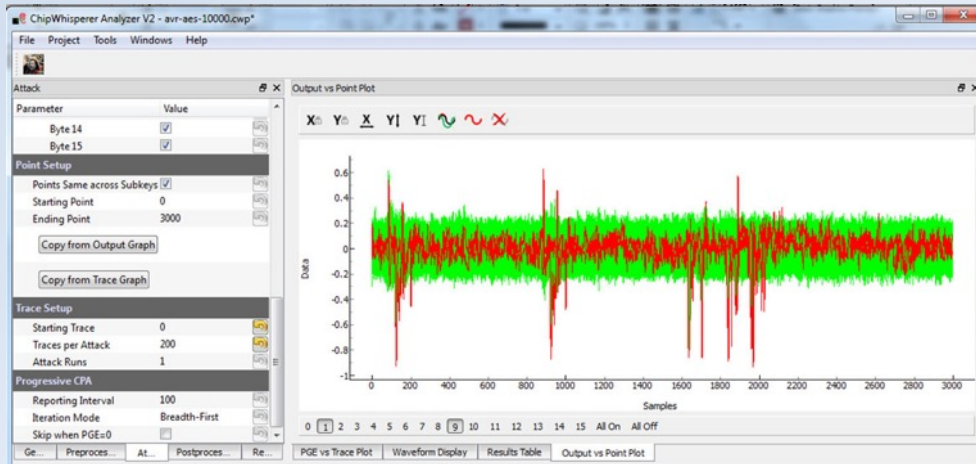 ChipWhisperer Analyzer V2 - avr-aes-10000.cwp*
File Project Tools Windows Help
Attack
Parameter Value
Byte 14
Byte 15
Point Setup
Points Same across Subkeys
Starting Point 0
Ending Point 3000
Copy from Output Graph
Copy from Trace Graph
Trace Setup
Starting Trace 0
Traces per Attack 200
Attack Runs 1
Progressive CPA
Reporting Interval 100
Iteration Mode Breadth-First
Skip when PGE=0
Ge... Preproces... At... Postproces... Re...
Output vs Point Plot
X Y X Y Y
0.6
0.4
0.2
0
-0.2
-0.4
-0.6
-0.8
-1
Data
0 200 400 600 800 1000 1200 1400 1600 1800 2000 2200 2400 2600 2800 3000
Samples
0 1 2 3 4 5 6 7 8 9 10 11 12 13 14 15 All On All Off
PGE vs Trace Plot Waveform Display Results Table Output vs Point Plot